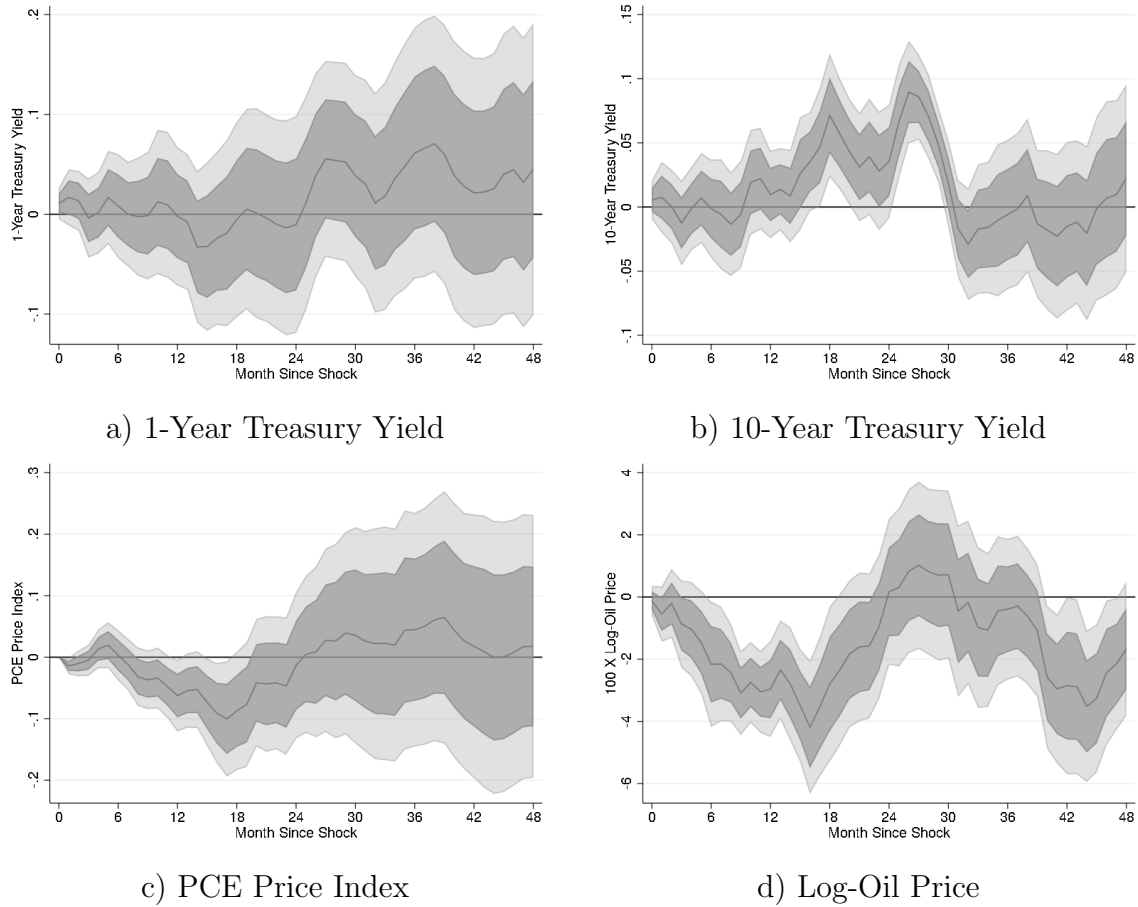 1-Year Treasury Yield
.2
.1
0
-.1
0 6 12 18 24 30 36 42 48
Month Since Shock
a) 1-Year Treasury Yield
10-Year Treasury Yield
.15
.1
.05
0
-.05
-.1
0 6 12 18 24 30 36 42 48
Month Since Shock
b) 10-Year Treasury Yield
PCE Price Index
.3
.2
.1
0
-.1
-.2
0 6 12 18 24 30 36 42 48
Month Since Shock
c) PCE Price Index
100 X Log-Oil Price
4
2
0
-2
-4
-6
0 6 12 18 24 30 36 42 48
Month Since Shock
d) Log-Oil Price